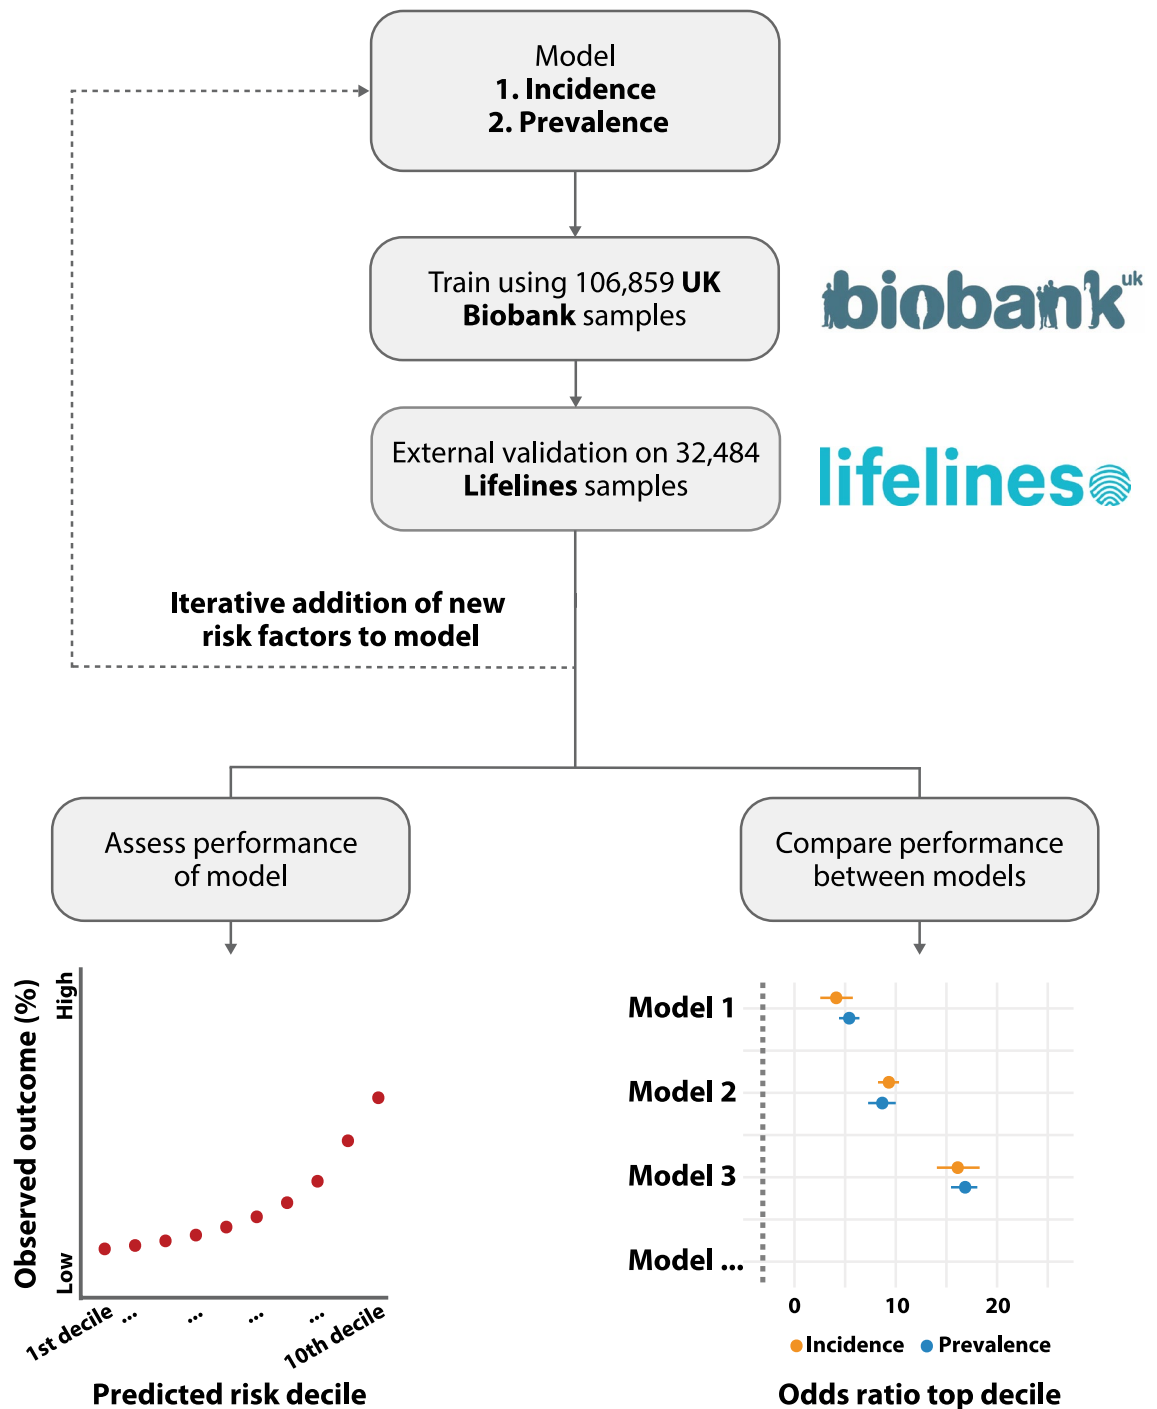 Model
1. Incidence
2. Prevalence
Train using 106,859 UK
Biobank samples
biobank uk
External validation on 32,484
Lifelines samples
lifelines
Iterative addition of new
risk factors to model
Assess performance
of model
Compare performance
between models
Observed outcome (%)
High
Low
1st decile ... ... ... ... 10th decile
Predicted risk decile
Model 1
Model 2
Model 3
Model ...
0 10 20
Incidence Prevalence
Odds ratio top decile